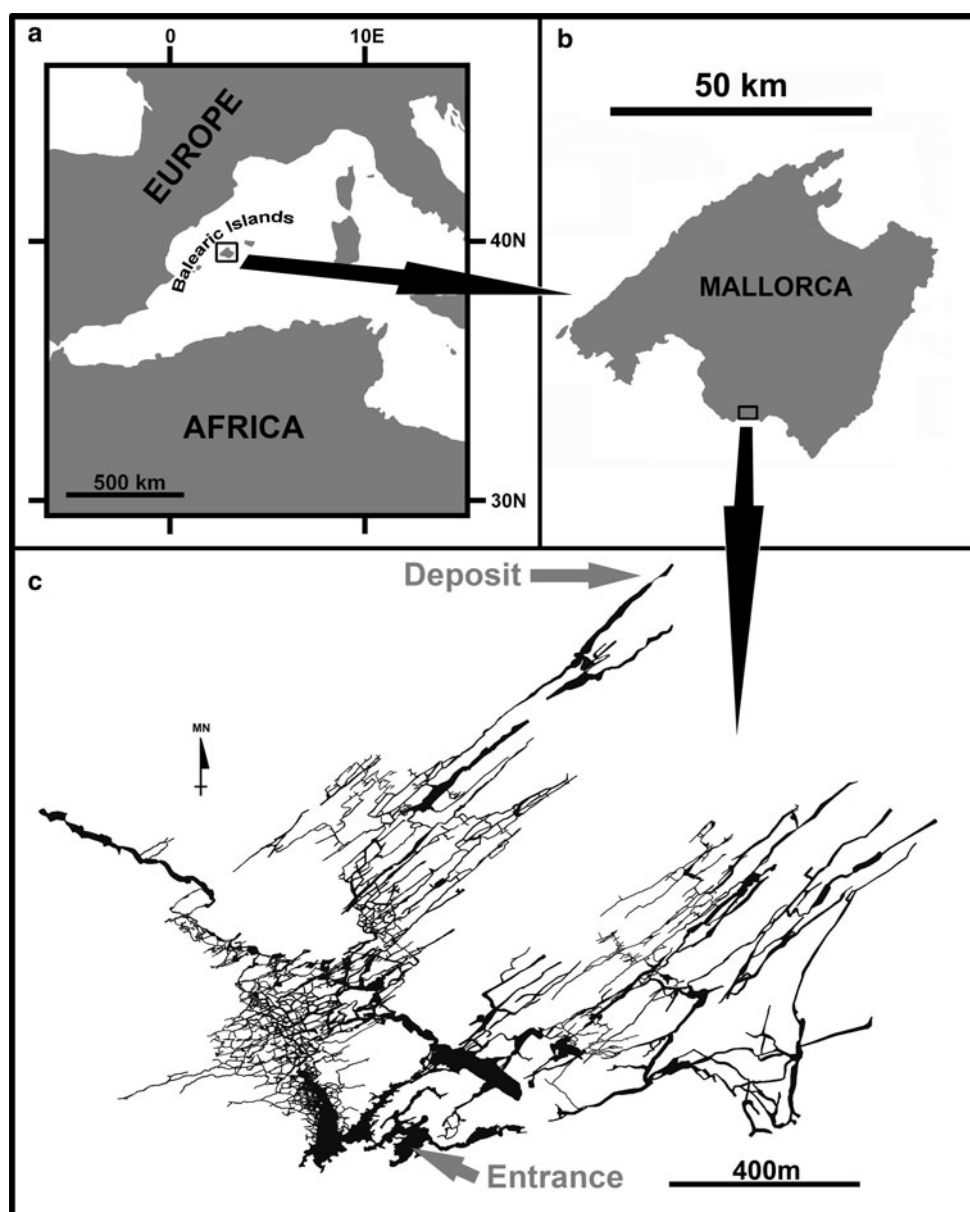 a
0
10E
EUROPE
Balearic Islands
40N
AFRICA
500 km
30N
b
50 km
MALLORCA
c
Deposit
MN
Entrance
400m